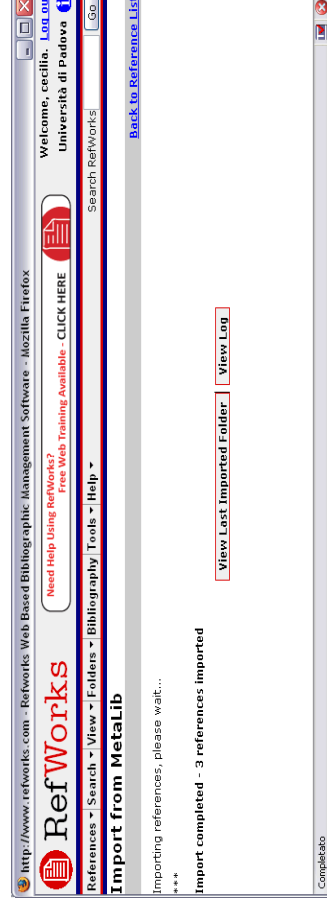 http://www.refworks.com - Refworks Web Based Bibliographic Management Software - Mozilla Firefox
RefWorks
Need Help Using RefWorks?
Free Web Training Available - CLICK HERE
Welcome, cecilia. Log ou
Università di Padova
References Search View Folders Bibliography Tools Help
Search RefWorks Go
Import from MetaLib
Back to Reference List
Importing references, please wait...
***
Import completed - 3 references imported
View Last Imported Folder View Log
Completato